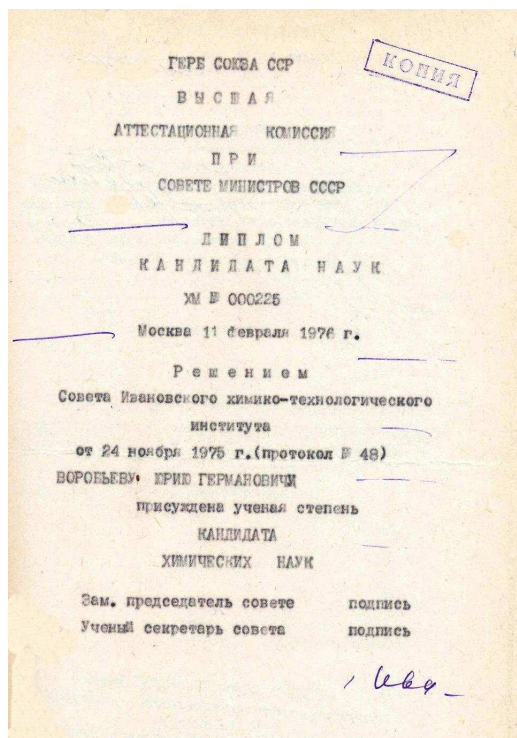 КОПИЯ
ГЕРБ СОЮЗА ССР
ВЫСШАЯ
АТТЕСТАЦИОННАЯ КОМИССИЯ
ПРИ
СОВЕТЕ МИНИСТРОВ СССР
ДИПЛОМ
КАНДИДАТА НАУК
ХМ № 000225
Москва 11 февраля 1976 г.
Решением
Совета Ивановского химико-технологического
института
от 24 ноября 1975 г.(протокол № 48)
ВОРОБЬЕВУ ЮРИЮ ГЕРМАНОВИЧУ
присуждена ученая степень
КАНДИДАТА
ХИМИЧЕСКИХ НАУК
Зам. председатель совете подпись
Ученый секретарь совета подпись